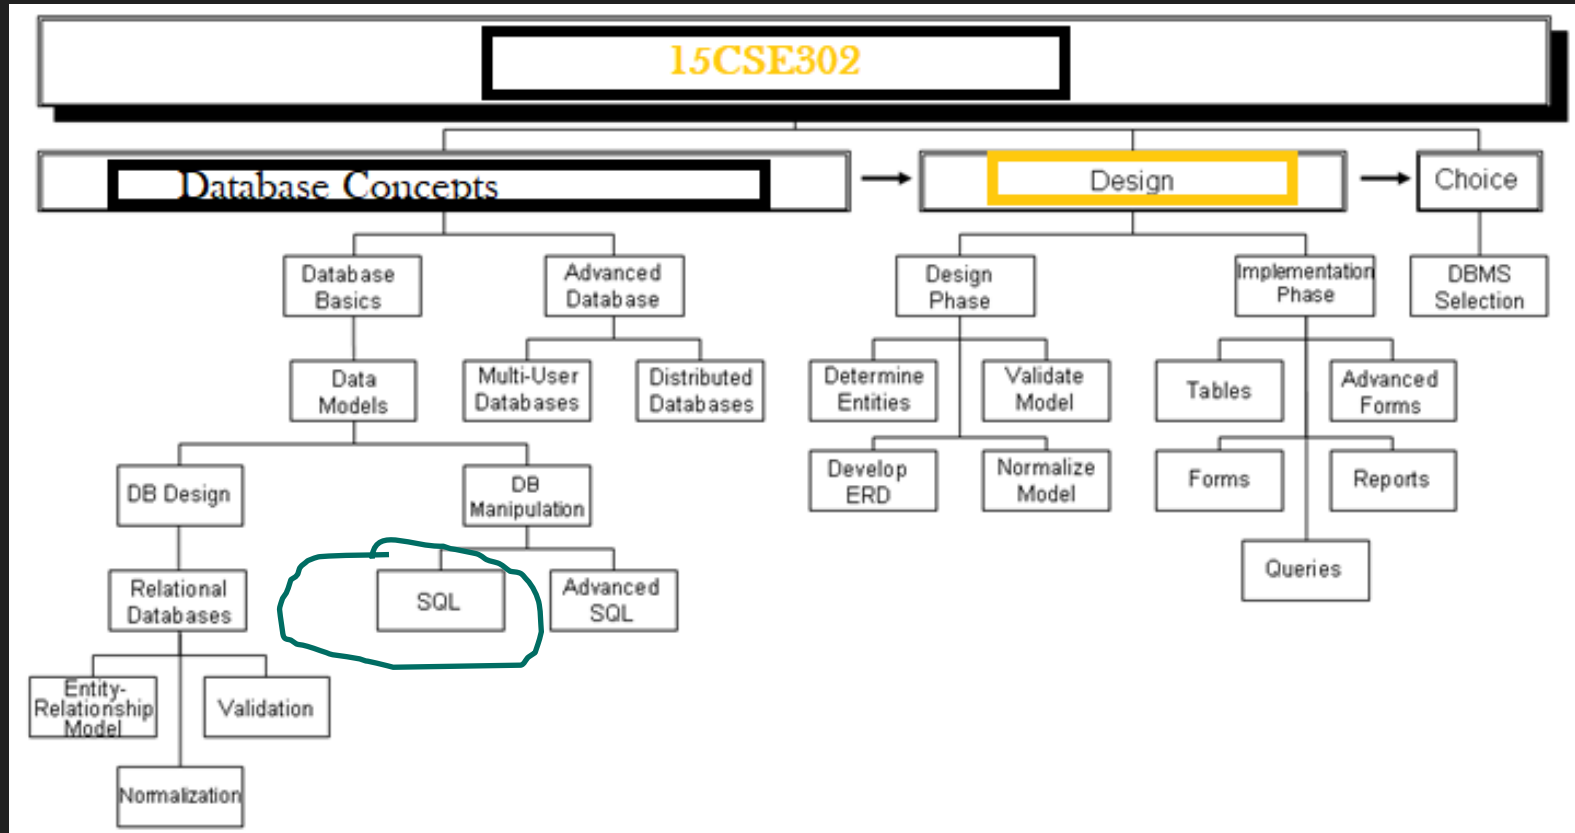 15CSE302
Database Concepts
Design
Choice
Database
Basics
Advanced
Database
Design
Phase
Implementation
Phase
DBMS
Selection
Data
Models
Multi-User
Databases
Distributed
Databases
Determine
Entities
Validate
Model
Tables
Advanced
Forms
DB Design
DB
Manipulation
Develop
ERD
Normalize
Model
Forms
Reports
Relational
Databases
SQL
Advanced
SQL
Queries
Entity-
Relationship
Model
Validation
Normalization